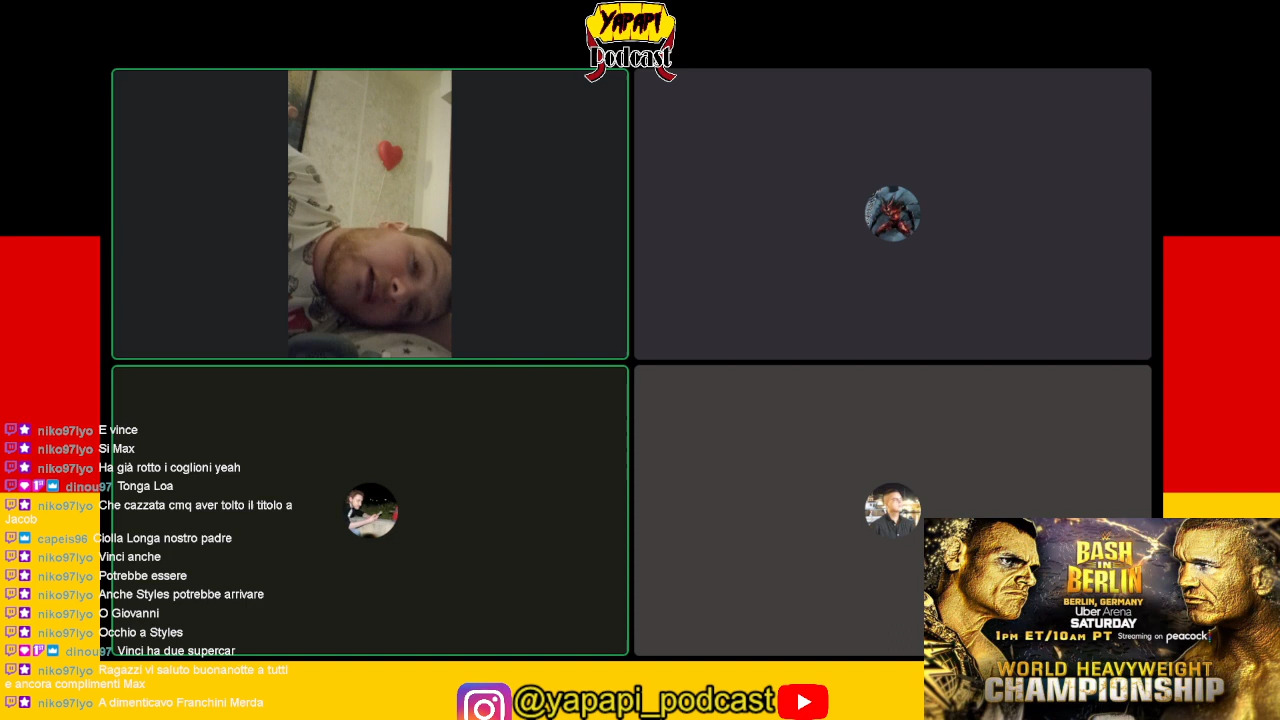 YAPAPI
Podcast
niko97lyo E vince
niko97lyo Si Max
niko97lyo Ha già rotto i coglioni yeah
dinou97 Tonga Loa
niko97lyo Che cazzata cmq aver tolto il titolo a
Jacob
capeis96 Ciolla Longa nostro padre
niko97lyo Vinci anche
niko97lyo Potrebbe essere
niko97lyo Anche Styles potrebbe arrivare
niko97lyo O Giovanni
niko97lyo Occhio a Styles
dinou97 Vinci ha due supercar
niko97lyo Ragazzi vi saluto buonanotte a tutti
e ancora complimenti Max
niko97lyo A dimenticavo Franchini Merda
BASH
IN
BERLIN
BERLIN, GERMANY
Uber Arena
SATURDAY
1PM ET/10AM PT Streaming on peacock
WORLD HEAVYWEIGHT
CHAMPIONSHIP
@yapapi_podcast